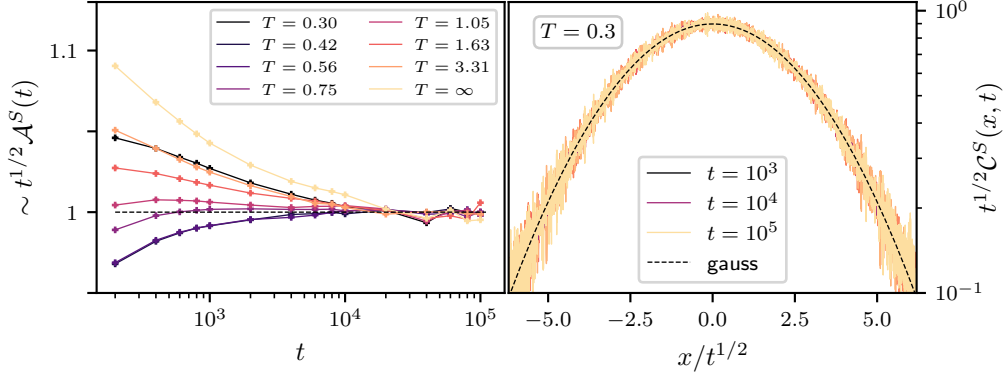 ∼ t^{1/2} 𝒜^S(t)
1.1
1
T = 0.30
T = 0.42
T = 0.56
T = 0.75
T = 1.05
T = 1.63
T = 3.31
T = ∞
10^3
10^4
10^5
t
T = 0.3
t = 10^3
t = 10^4
t = 10^5
gauss
−5.0
−2.5
0.0
2.5
5.0
x/t^{1/2}
10^0
10^{−1}
t^{1/2} 𝒞^S(x, t)